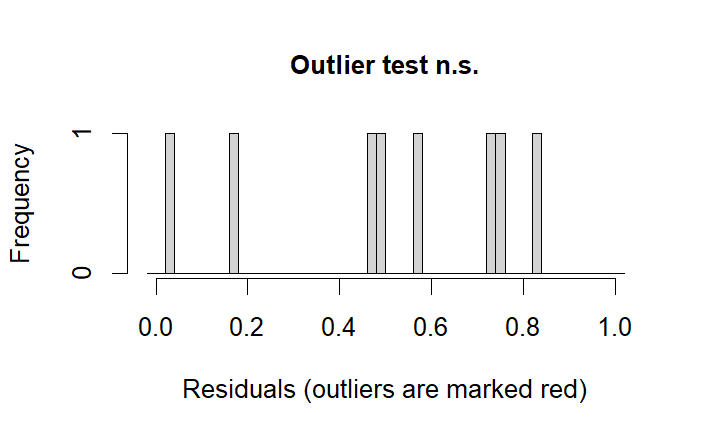 Outlier test n.s.
Frequency
1
0
0.0 0.2 0.4 0.6 0.8 1.0
Residuals (outliers are marked red)